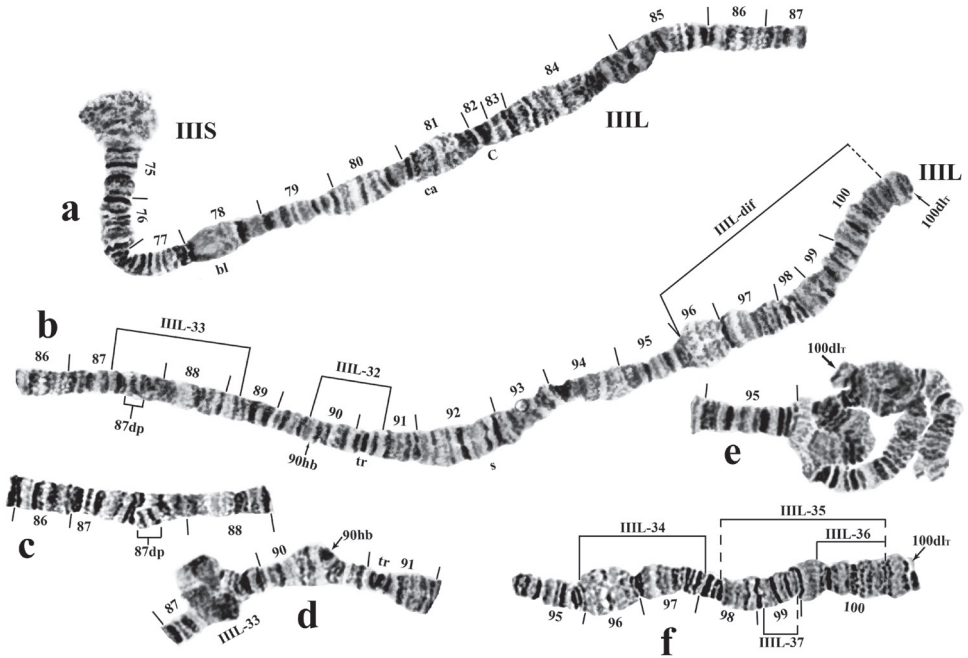 a
IIIS
75
76
77
78
79
80
81
82
83
84
85
86
87
bl
ca
C
IIIL
b
86
87
88
89
90
91
92
93
94
95
96
97
98
99
100
IIIL-33
IIIL-32
IIIL-dif
IIIL
87dp
90hb
tr
s
100dlT
c
86
87
88
87dp
d
87
IIIL-33
90
90hb
tr
91
e
95
100dlT
f
IIIL-34
IIIL-35
IIIL-36
100dlT
95
96
97
98
99
100
IIIL-37